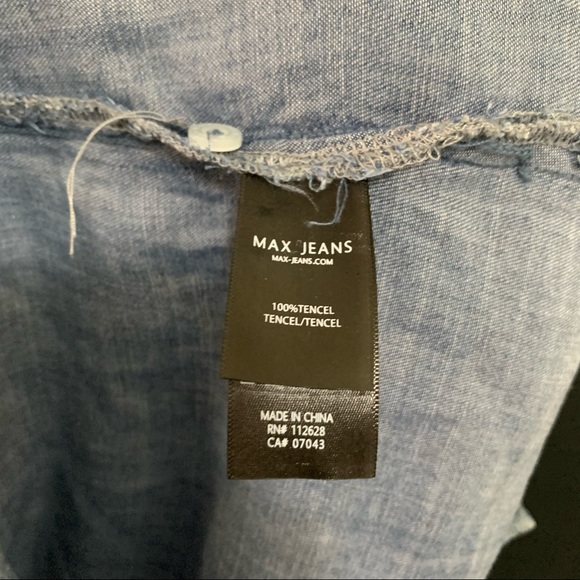 MAX JEANS
MAX-JEANS.COM
100%TENCEL
TENCEL/TENCEL
MADE IN CHINA
RN# 112628
CA# 07043